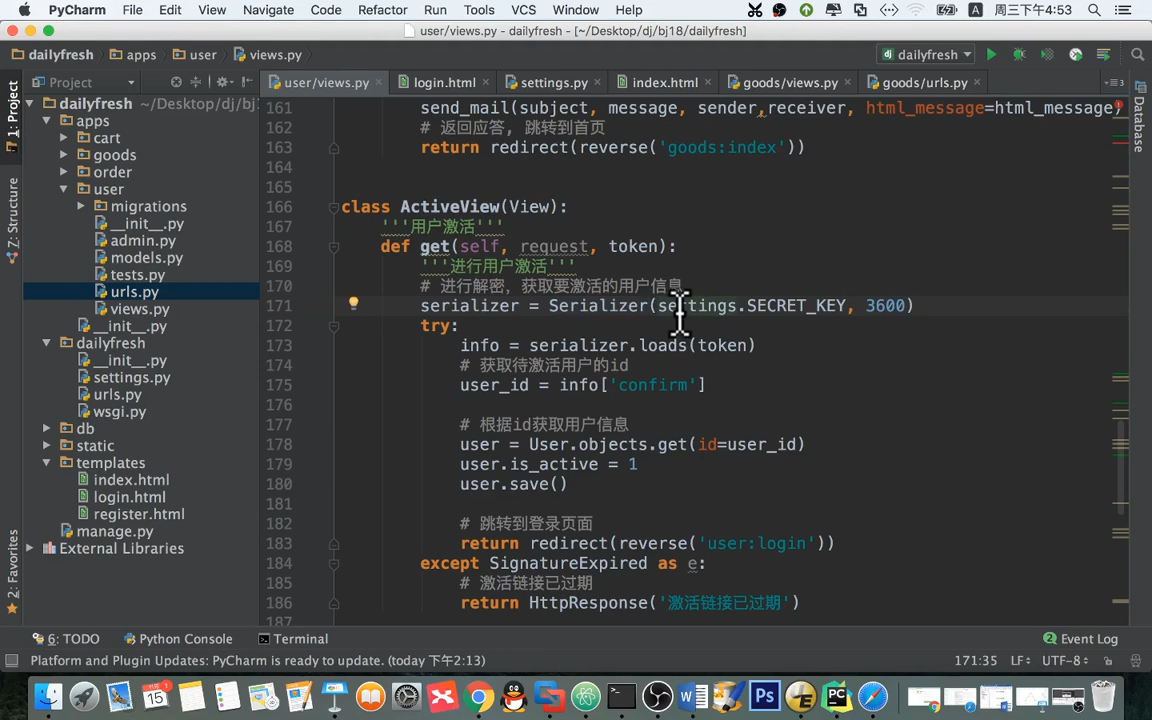 PyCharm File Edit View Navigate Code Refactor Run Tools VCS Window Help 周三下午4:53
user/views.py - dailyfresh - [~/Desktop/dj/bj18/dailyfresh]
dailyfresh apps user views.py dailyfresh
Project user/views.py login.html settings.py index.html goods/views.py goods/urls.py
1: Project
7: Structure
2: Favorites
Database
dailyfresh ~/Desktop/dj/bj
apps
cart
goods
order
user
migrations
__init__.py
admin.py
models.py
tests.py
urls.py
views.py
__init__.py
dailyfresh
__init__.py
settings.py
urls.py
wsgi.py
db
static
templates
index.html
login.html
register.html
manage.py
External Libraries
161 send_mail(subject, message, sender,receiver, html_message=html_message)
162 # 返回应答, 跳转到首页
163 return redirect(reverse('goods:index'))
164
165
166 class ActiveView(View):
167 '''用户激活'''
168 def get(self, request, token):
169 '''进行用户激活'''
170 # 进行解密，获取要激活的用户信息
171 serializer = Serializer(settings.SECRET_KEY, 3600)
172 try:
173 info = serializer.loads(token)
174 # 获取待激活用户的id
175 user_id = info['confirm']
176
177 # 根据id获取用户信息
178 user = User.objects.get(id=user_id)
179 user.is_active = 1
180 user.save()
181
182 # 跳转到登录页面
183 return redirect(reverse('user:login'))
184 except SignatureExpired as e:
185 # 激活链接已过期
186 return HttpResponse('激活链接已过期')
187
6: TODO Python Console Terminal 2 Event Log
Platform and Plugin Updates: PyCharm is ready to update. (today 下午2:13) 171:35 LF UTF-8